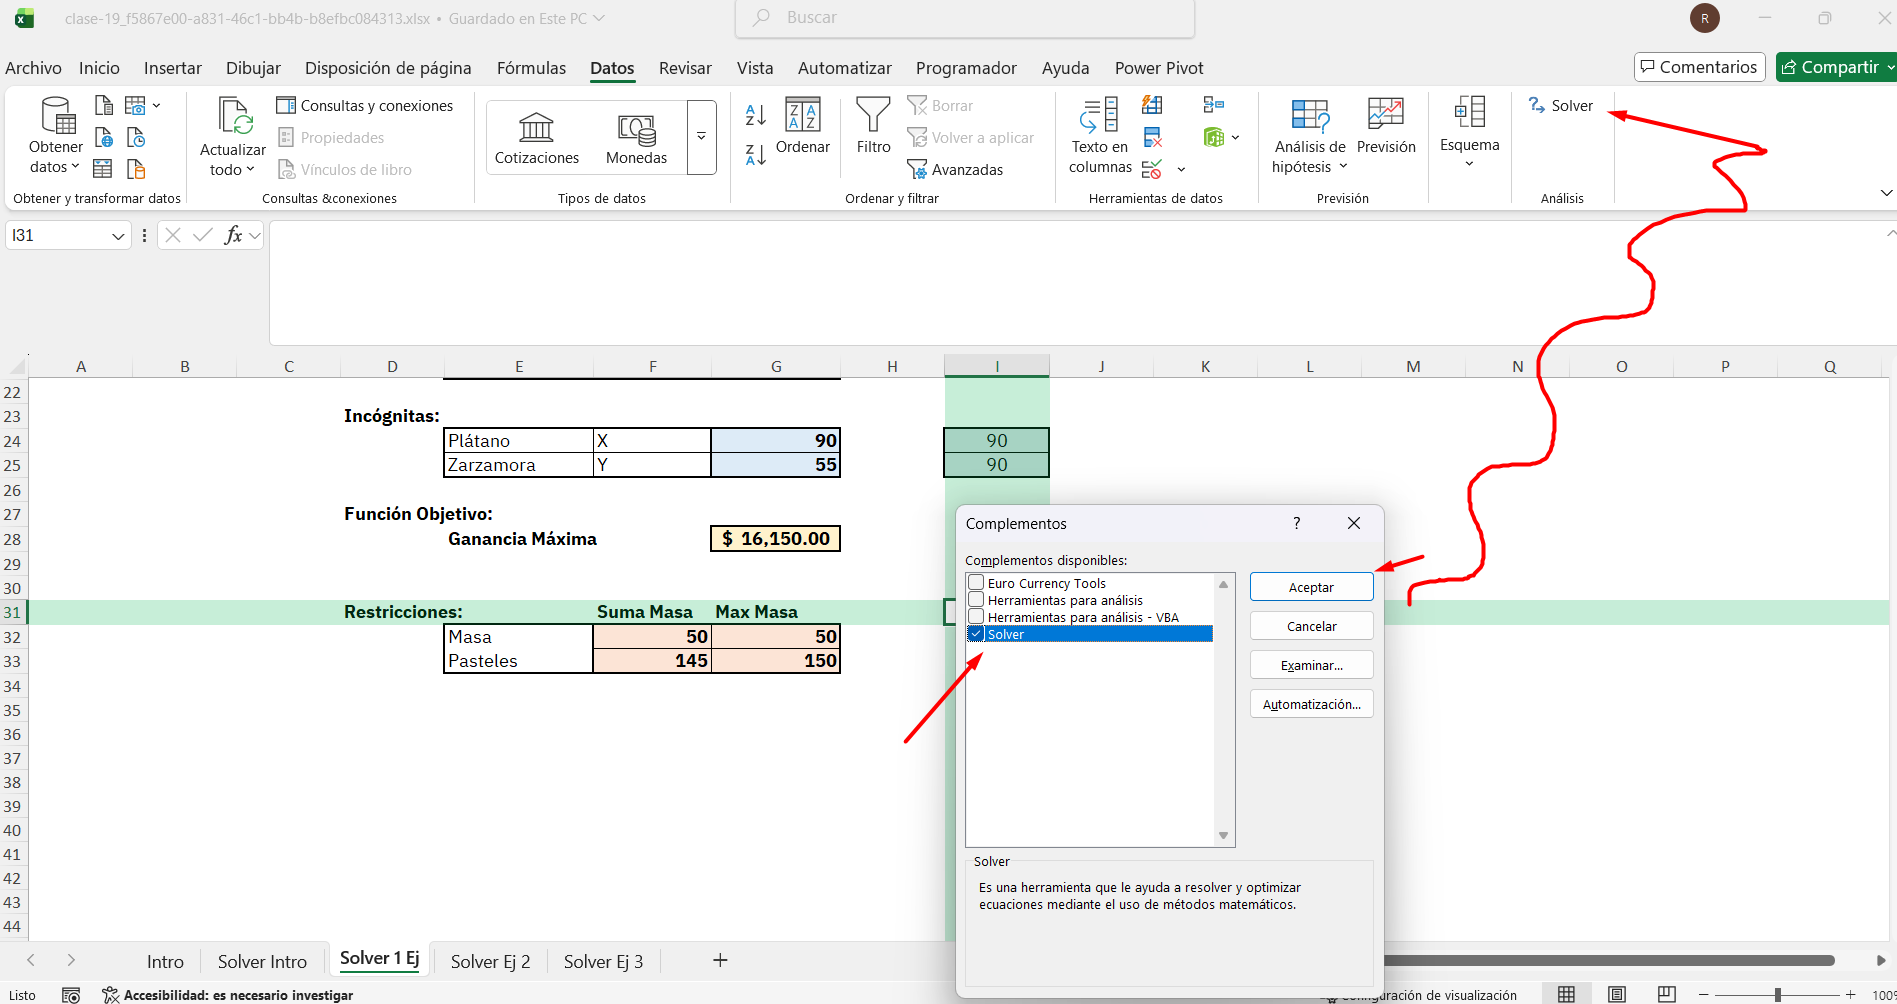 clase-19_f5867e00-a831-46c1-bb4b-b8efbc084313.xlsx • Guardado en Este PC
Buscar
R
Archivo Inicio Insertar Dibujar Disposición de página Fórmulas Datos Revisar Vista Automatizar Programador Ayuda Power Pivot
Comentarios Compartir
Obtener datos
Actualizar todo
Consultas y conexiones
Propiedades
Vínculos de libro
Cotizaciones Monedas
Ordenar
Filtro
Borrar
Volver a aplicar
Avanzadas
Texto en columnas
Análisis de hipótesis
Previsión
Esquema
Solver
Obtener y transformar datos Consultas &conexiones Tipos de datos Ordenar y filtrar Herramientas de datos Previsión Análisis
I31
fx
A B C D E F G H I J K L M N O P Q
22
23 Incógnitas:
24 Plátano X 90 90
25 Zarzamora Y 55 90
26
27 Función Objetivo:
28 Ganancia Máxima $ 16,150.00
29
30
31 Restricciones: Suma Masa Max Masa
32 Masa 50 50
33 Pasteles 145 150
34
35
36
37
38
39
40
41
42
43
44
Complementos ?
Complementos disponibles:
Euro Currency Tools
Herramientas para análisis
Herramientas para análisis - VBA
Solver
Aceptar
Cancelar
Examinar...
Automatización...
Solver
Es una herramienta que le ayuda a resolver y optimizar
ecuaciones mediante el uso de métodos matemáticos.
Intro Solver Intro Solver 1 Ej Solver Ej 2 Solver Ej 3
Listo Accesibilidad: es necesario investigar
Configuración de visualización
100%